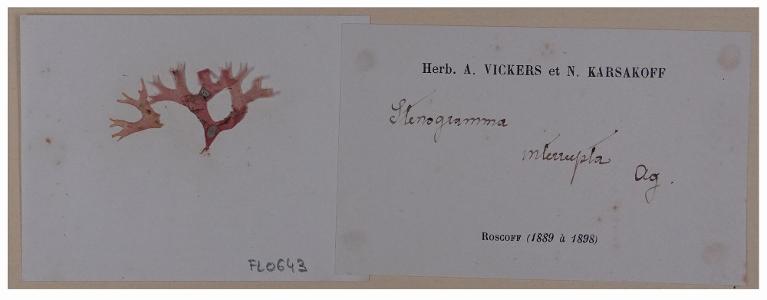 Herb. A. VICKERS et N. KARSAKOFF
Stenogramma
interrupta
Ag.
ROSCOFF (1889 à 1898)
FL0643